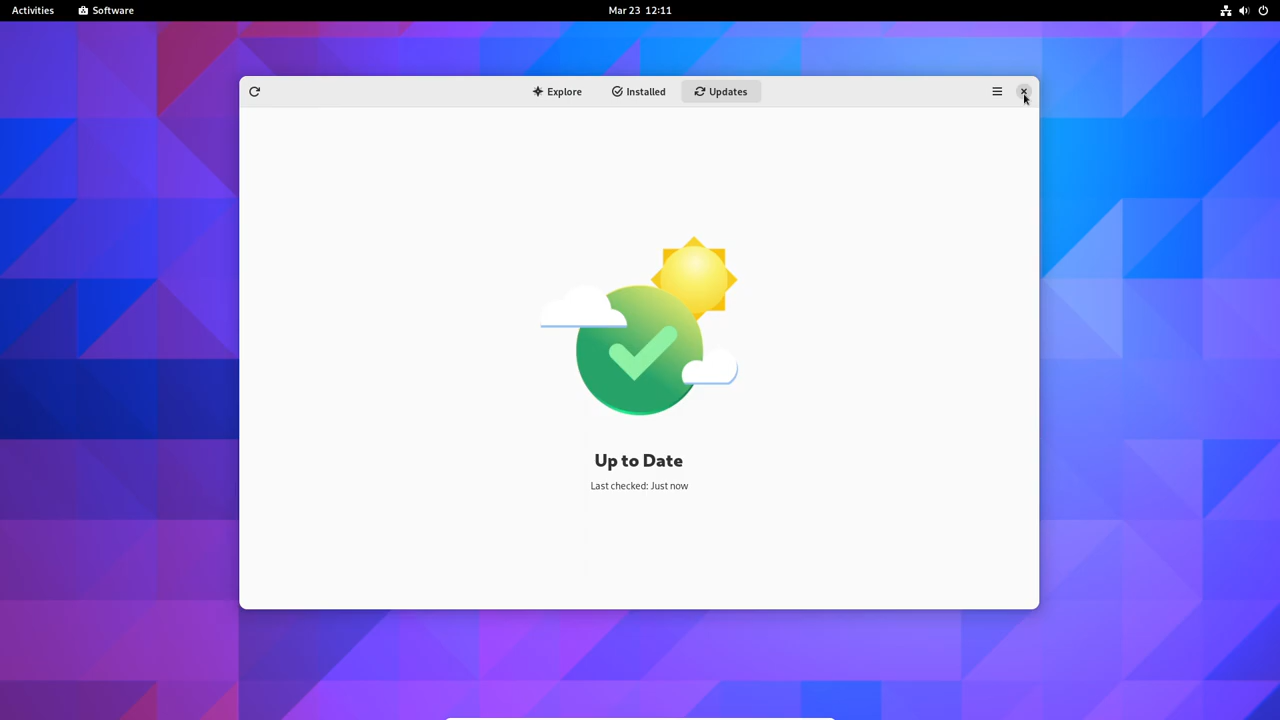 Activities
Software
Mar 23 12:11
Explore
Installed
Updates
Up to Date
Last checked: Just now